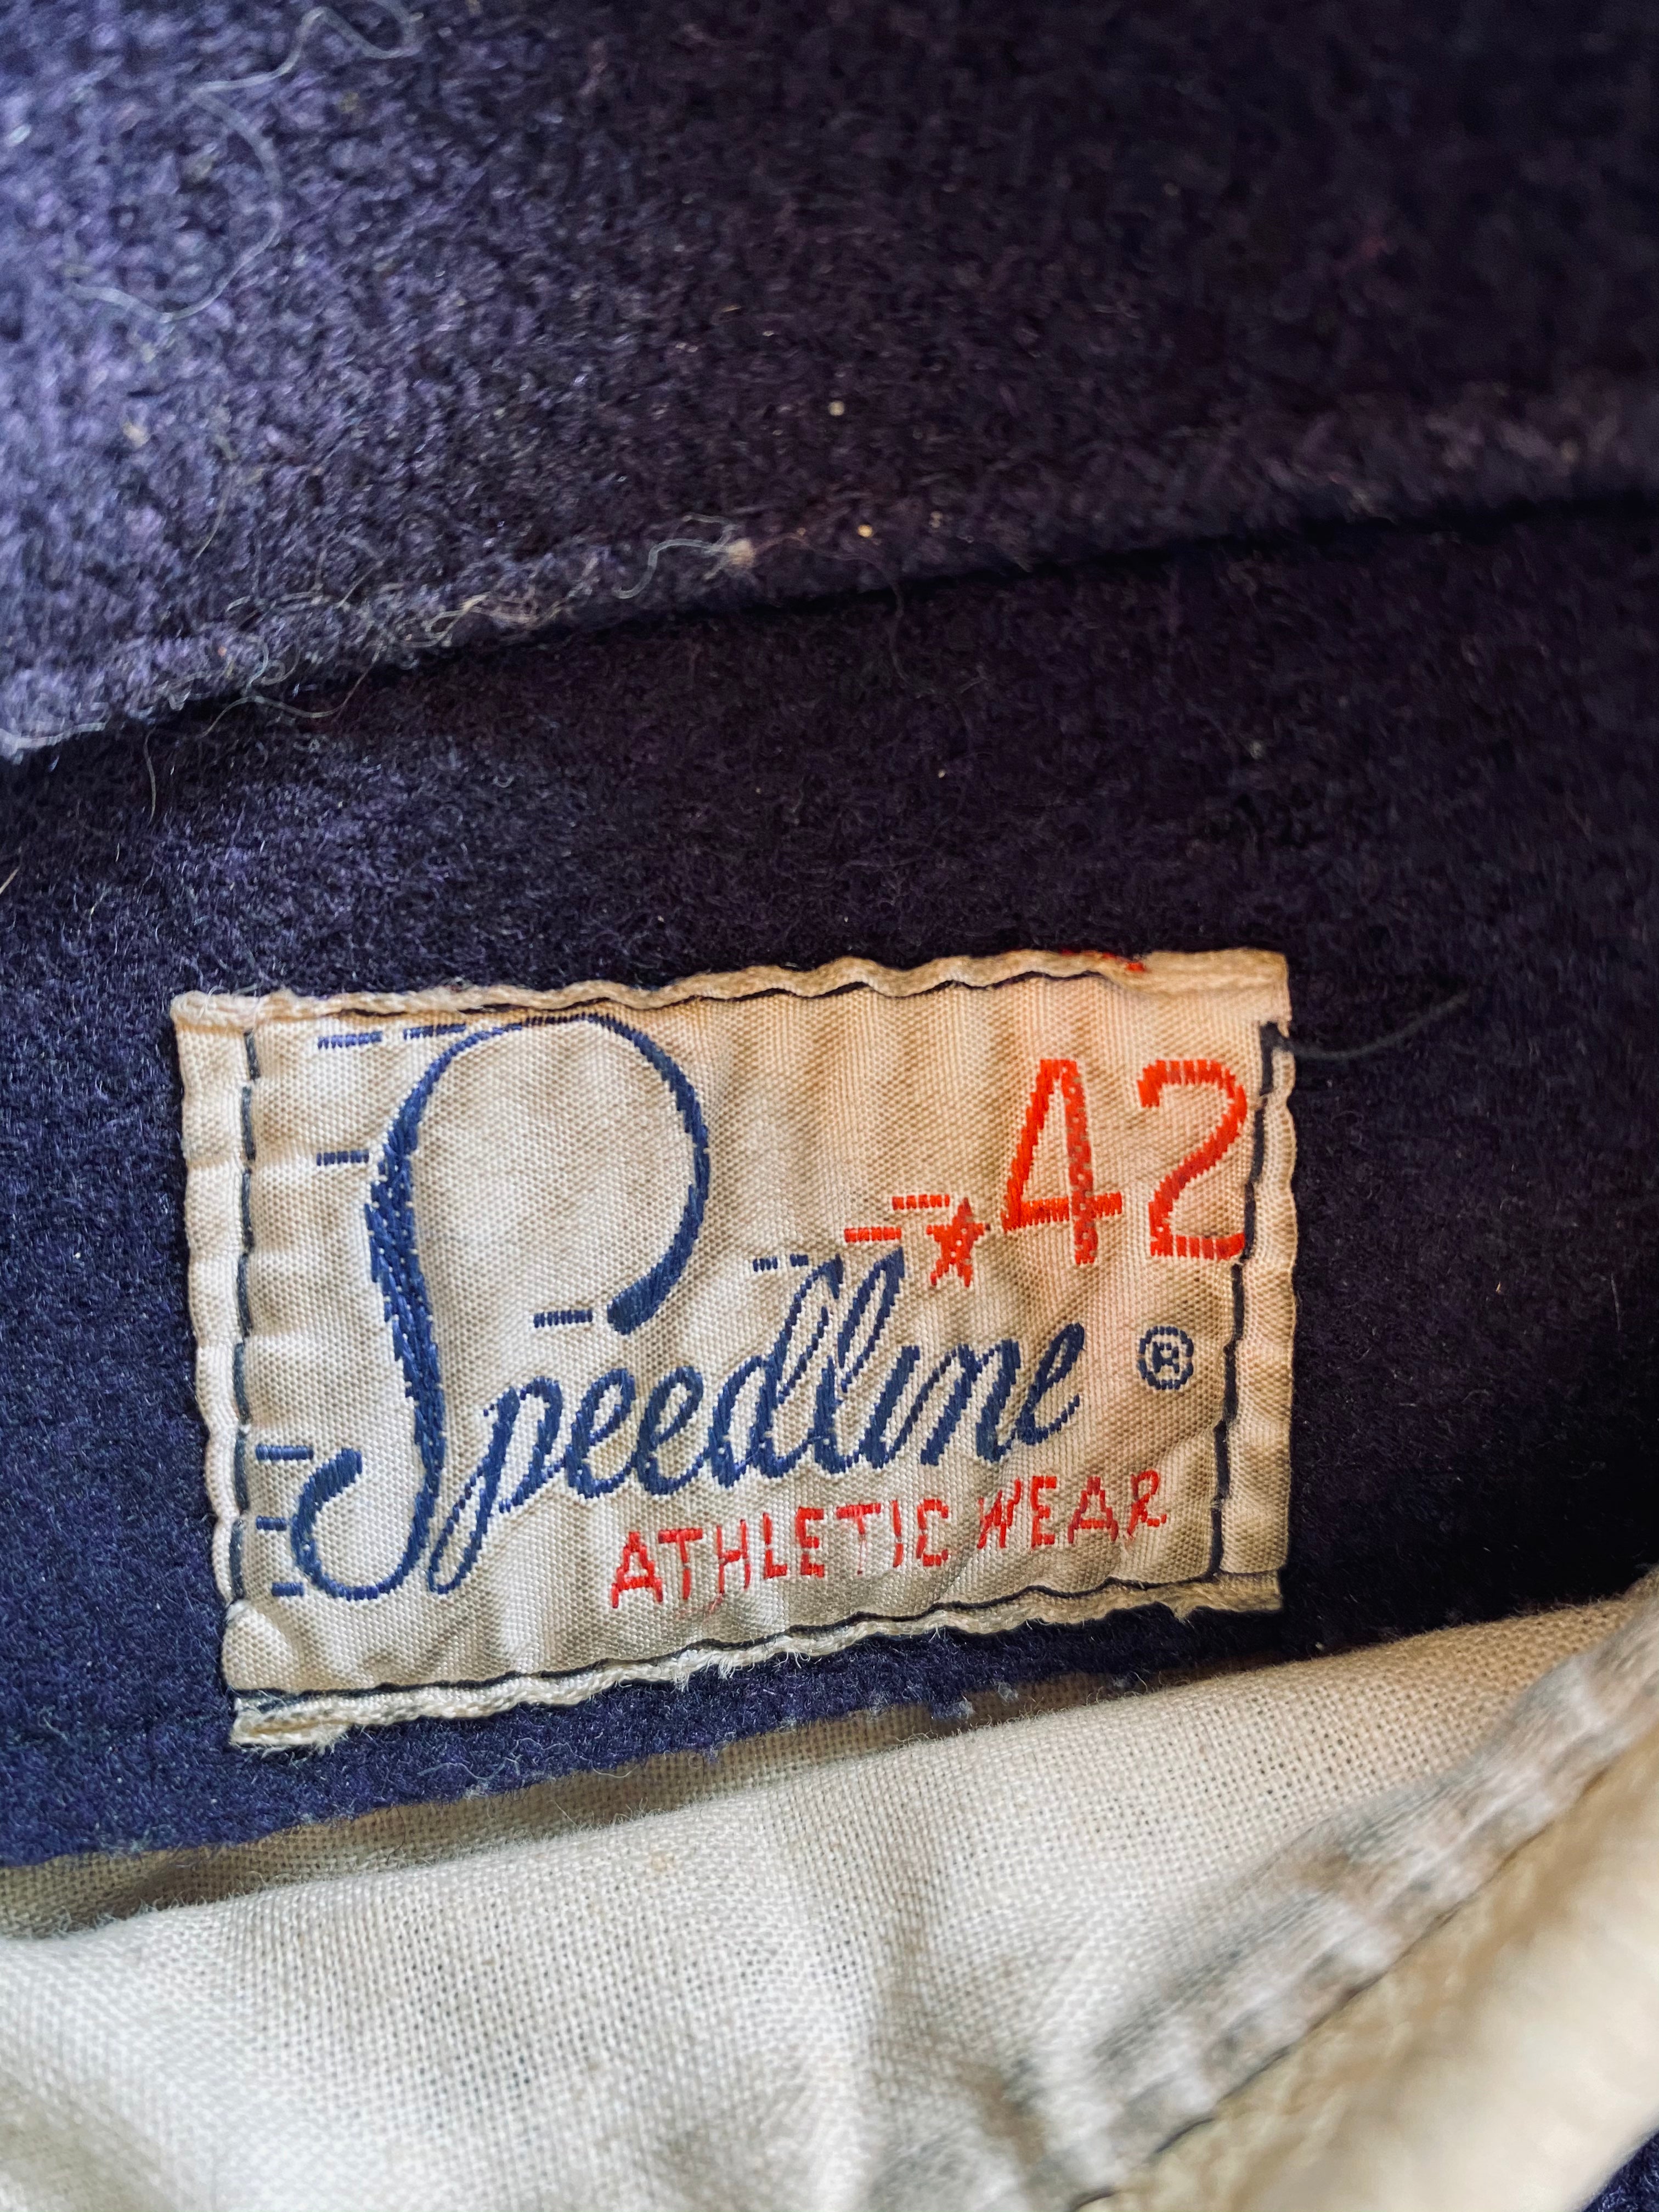 ★42
Speedline ®
ATHLETIC WEAR